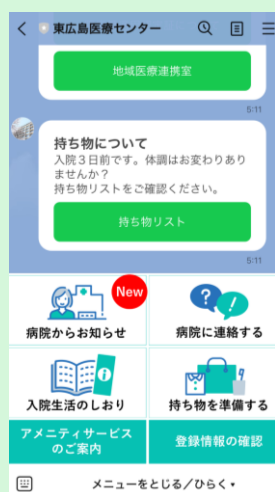 東広島医療センター
地域医療連携室
5:11
持ち物について
入院３日前です。体調はお変わりあり
ませんか？
持ち物リストをご確認ください。
持ち物リスト
5:11
New
病院からお知らせ
病院に連絡する
入院生活のしおり
持ち物を準備する
アメニティサービス
のご案内
登録情報の確認
メニューをとじる／ひらく▾